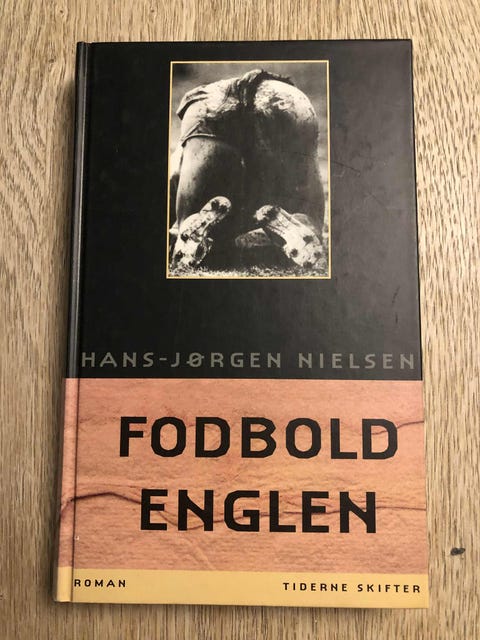 HANS-JØRGEN NIELSEN
FODBOLD
ENGLEN
ROMAN
TIDERNE SKIFTER